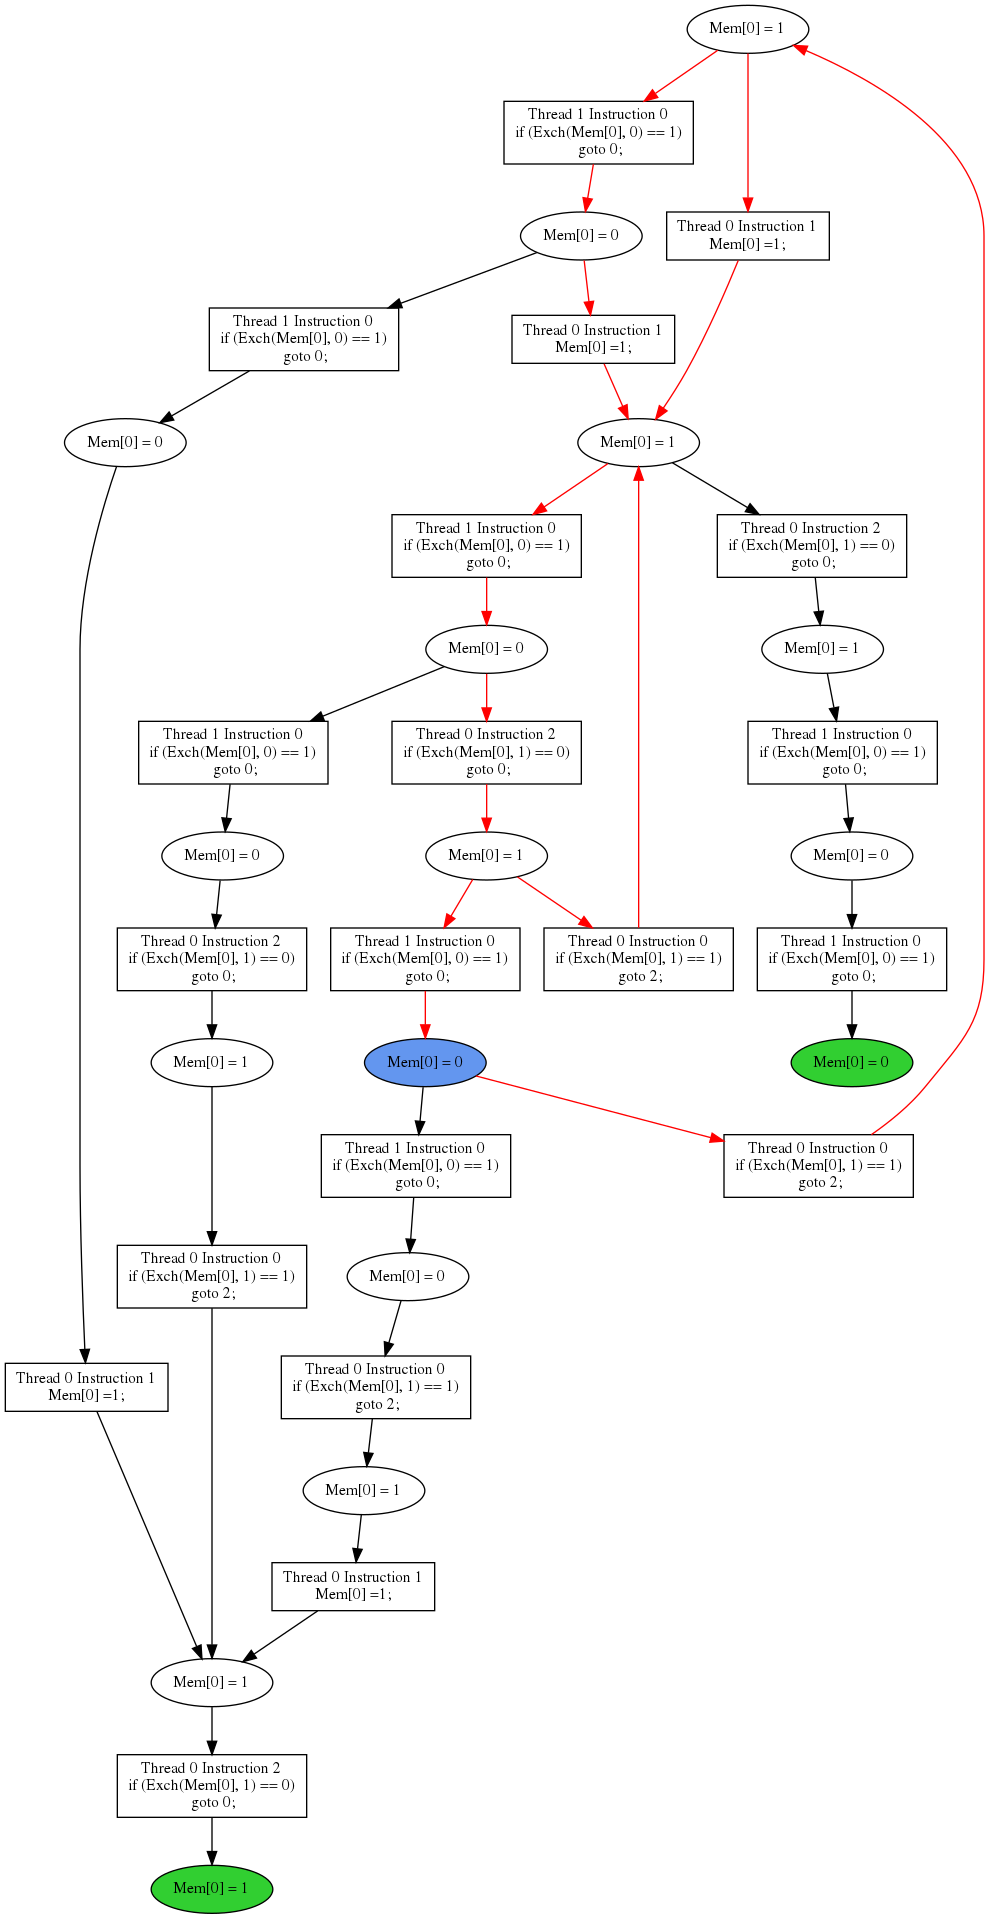 Mem[0] = 1
Thread 1 Instruction 0
if (Exch(Mem[0], 0) == 1)
goto 0;
Mem[0] = 0
Thread 0 Instruction 1
Mem[0] =1;
Thread 1 Instruction 0
if (Exch(Mem[0], 0) == 1)
goto 0;
Thread 0 Instruction 1
Mem[0] =1;
Mem[0] = 0
Mem[0] = 1
Thread 1 Instruction 0
if (Exch(Mem[0], 0) == 1)
goto 0;
Thread 0 Instruction 2
if (Exch(Mem[0], 1) == 0)
goto 0;
Mem[0] = 0
Mem[0] = 1
Thread 1 Instruction 0
if (Exch(Mem[0], 0) == 1)
goto 0;
Thread 0 Instruction 2
if (Exch(Mem[0], 1) == 0)
goto 0;
Thread 1 Instruction 0
if (Exch(Mem[0], 0) == 1)
goto 0;
Mem[0] = 0
Mem[0] = 1
Mem[0] = 0
Thread 0 Instruction 2
if (Exch(Mem[0], 1) == 0)
goto 0;
Thread 1 Instruction 0
if (Exch(Mem[0], 0) == 1)
goto 0;
Thread 0 Instruction 0
if (Exch(Mem[0], 1) == 1)
goto 2;
Thread 1 Instruction 0
if (Exch(Mem[0], 0) == 1)
goto 0;
Mem[0] = 1
Mem[0] = 0
Mem[0] = 0
Thread 1 Instruction 0
if (Exch(Mem[0], 0) == 1)
goto 0;
Thread 0 Instruction 0
if (Exch(Mem[0], 1) == 1)
goto 2;
Thread 0 Instruction 0
if (Exch(Mem[0], 1) == 1)
goto 2;
Mem[0] = 0
Thread 0 Instruction 1
Mem[0] =1;
Thread 0 Instruction 0
if (Exch(Mem[0], 1) == 1)
goto 2;
Mem[0] = 1
Thread 0 Instruction 1
Mem[0] =1;
Mem[0] = 1
Thread 0 Instruction 2
if (Exch(Mem[0], 1) == 0)
goto 0;
Mem[0] = 1